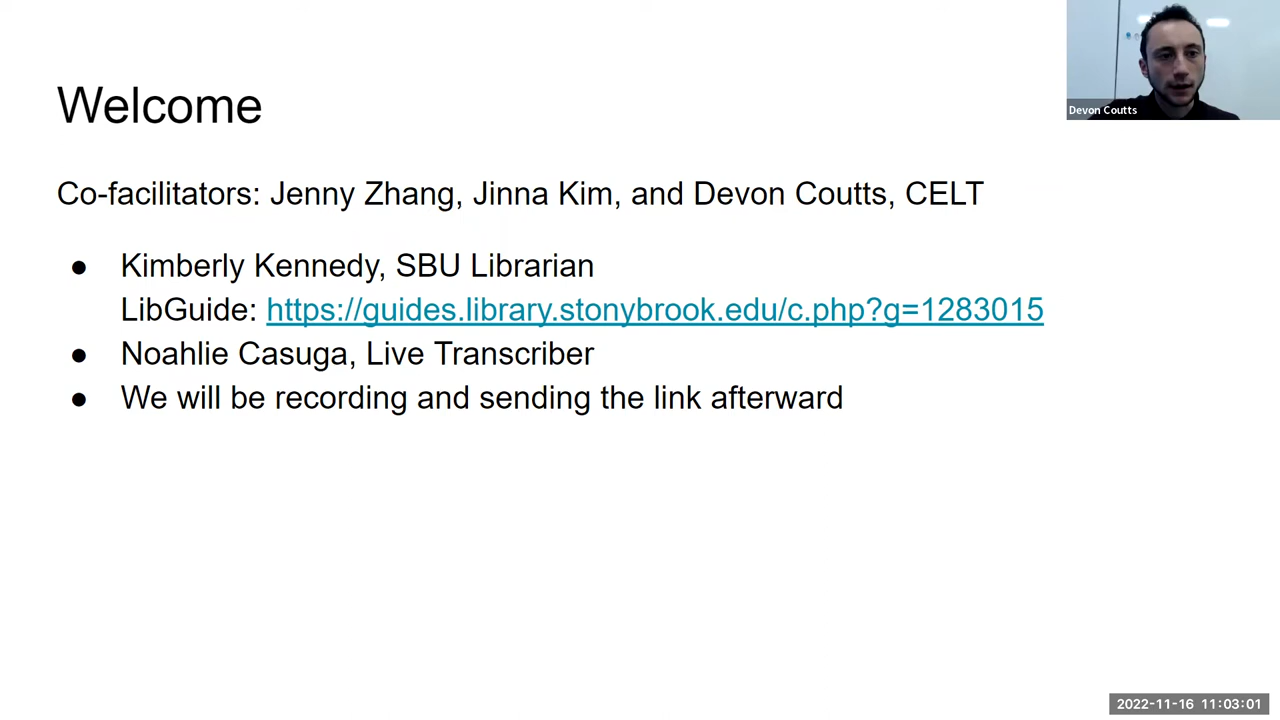 Welcome
Devon Coutts
Co-facilitators: Jenny Zhang, Jinna Kim, and Devon Coutts, CELT
● Kimberly Kennedy, SBU Librarian
LibGuide: https://guides.library.stonybrook.edu/c.php?g=1283015
● Noahlie Casuga, Live Transcriber
● We will be recording and sending the link afterward
2022-11-16 11:03:01